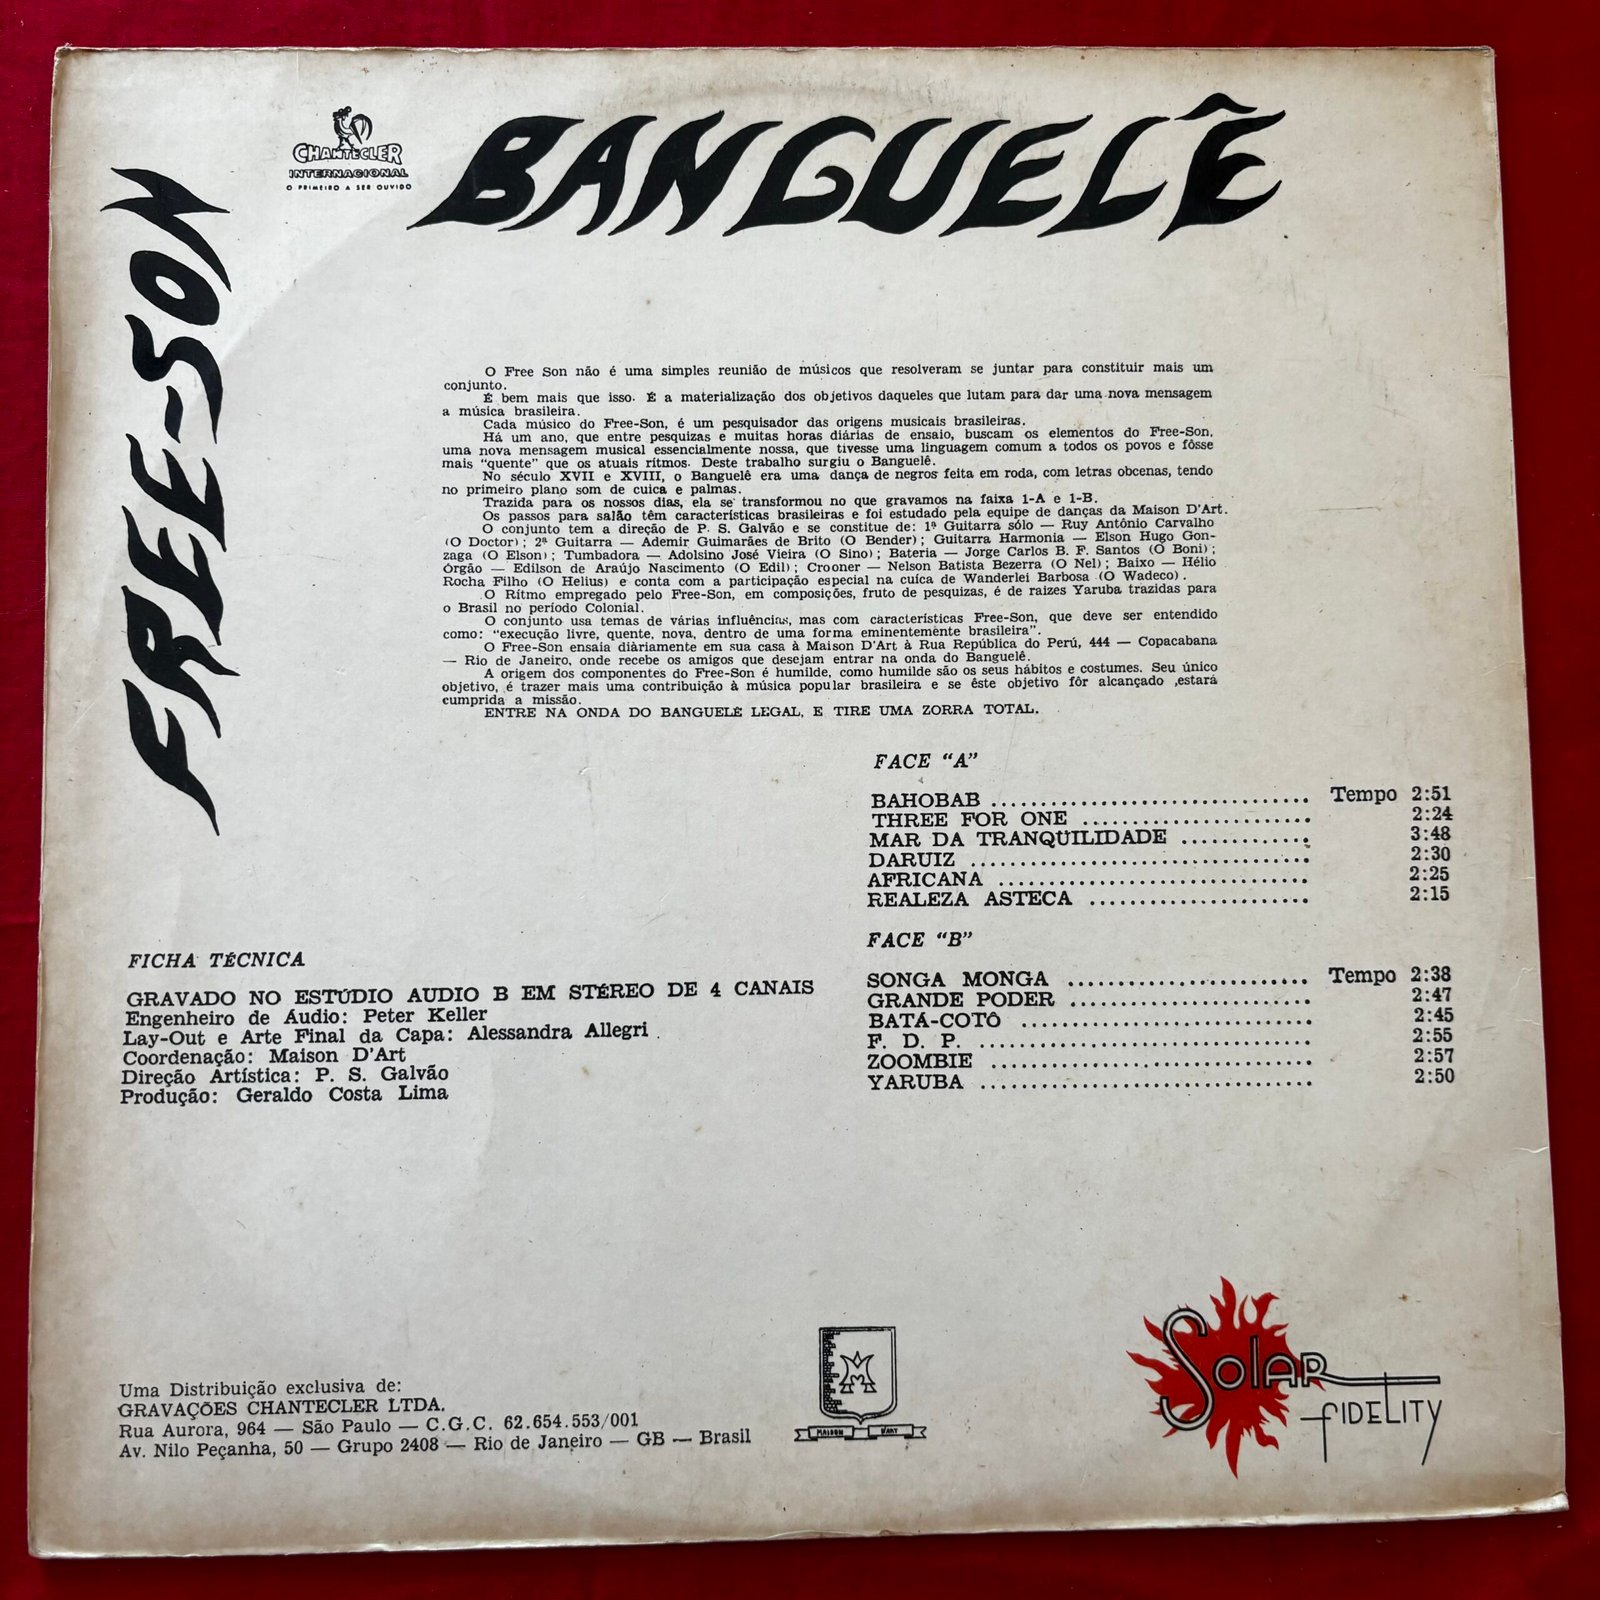 CHANTECLER
INTERNACIONAL
O PRIMEIRO A SER OUVIDO
BANGUELÊ
FREE-SON
O Free Son não é uma simples reunião de músicos que resolveram se juntar para constituir mais um
conjunto.
É bem mais que isso. É a materialização dos objetivos daqueles que lutam para dar uma nova mensagem
a música brasileira.
Cada músico do Free-Son, é um pesquisador das origens musicais brasileiras.
Há um ano, que entre pesquizas e muitas horas diárias de ensaio, buscam os elementos do Free-Son,
uma nova mensagem musical essencialmente nossa, que tivesse uma linguagem comum a todos os povos e fôsse
mais “quente” que os atuais rítmos. Deste trabalho surgiu o Banguelê.
No século XVII e XVIII, o Banguelê era uma dança de negros feita em roda, com letras obcenas, tendo
no primeiro plano som de cuica e palmas.
Trazida para os nossos dias, ela se transformou no que gravamos na faixa 1-A e 1-B.
Os passos para salão têm características brasileiras e foi estudado pela equipe de danças da Maison D'Art.
O conjunto tem a direção de P. S. Galvão e se constitue de: 1ª Guitarra sólo — Ruy Antônio Carvalho
(O Doctor); 2ª Guitarra — Ademir Guimarães de Brito (O Bender); Guitarra Harmonia — Elson Hugo Gon-
zaga (O Elson); Tumbadora — Adolsino José Vieira (O Sino); Bateria — Jorge Carlos B. F. Santos (O Boni);
Órgão — Edilson de Araújo Nascimento (O Edil); Crooner — Nelson Batista Bezerra (O Nel); Baixo — Hélio
Rocha Filho (O Helius) e conta com a participação especial na cuíca de Wanderlei Barbosa (O Wadeco).
O Rítmo empregado pelo Free-Son, em composições, fruto de pesquizas, é de raizes Yaruba trazidas para
o Brasil no período Colonial.
O conjunto usa temas de várias influências, mas com características Free-Son, que deve ser entendido
como: “execução livre, quente, nova, dentro de uma forma eminentemente brasileira”.
O Free-Son ensaia diàriamente em sua casa à Maison D'Art à Rua República do Perú, 444 — Copacabana
— Rio de Janeiro, onde recebe os amigos que desejam entrar na onda do Banguelê.
A origem dos componentes do Free-Son é humilde, como humilde são os seus hábitos e costumes. Seu único
objetivo, é trazer mais uma contribuição à música popular brasileira e se êste objetivo fôr alcançado ,estará
cumprida a missão.
ENTRE NA ONDA DO BANGUELÊ LEGAL, E TIRE UMA ZORRA TOTAL.
FACE “A”
BAHOBAB ................................ Tempo 2:51
THREE FOR ONE ....................... 2:24
MAR DA TRANQÜILIDADE ............. 3:48
DARUIZ .................................. 2:30
AFRICANA ............................... 2:25
REALEZA ASTECA ...................... 2:15
FACE “B”
SONGA MONGA ........................ Tempo 2:38
GRANDE PODER ........................ 2:47
BATÁ-COTÔ ............................. 2:45
F. D. P. .................................. 2:55
ZOOMBIE ................................ 2:57
YARUBA ................................. 2:50
FICHA TÉCNICA
GRAVADO NO ESTÚDIO AUDIO B EM STÉREO DE 4 CANAIS
Engenheiro de Áudio: Peter Keller
Lay-Out e Arte Final da Capa: Alessandra Allegri
Coordenação: Maison D'Art
Direção Artística: P. S. Galvão
Produção: Geraldo Costa Lima
Uma Distribuição exclusiva de:
GRAVAÇÕES CHANTECLER LTDA.
Rua Aurora, 964 — São Paulo — C.G.C. 62.654.553/001
Av. Nilo Peçanha, 50 — Grupo 2408 — Rio de Janeiro — GB — Brasil
MAISON D'ART
SOLAR
FIDELITY